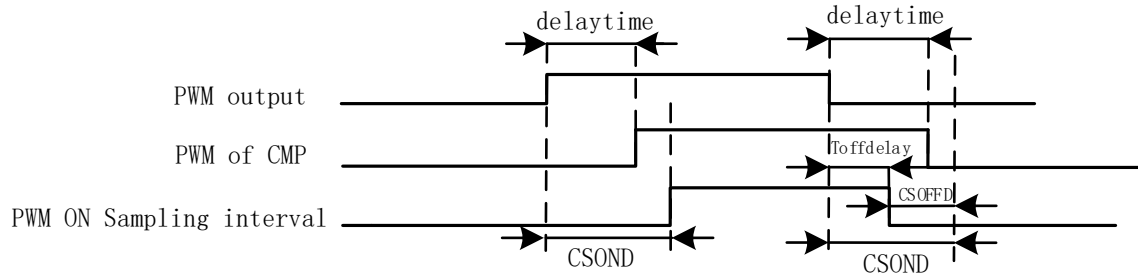 delaytime
delaytime
PWM output
PWM of CMP
Toffdelay
CSOFFD
PWM ON Sampling interval
CSOND
CSOND